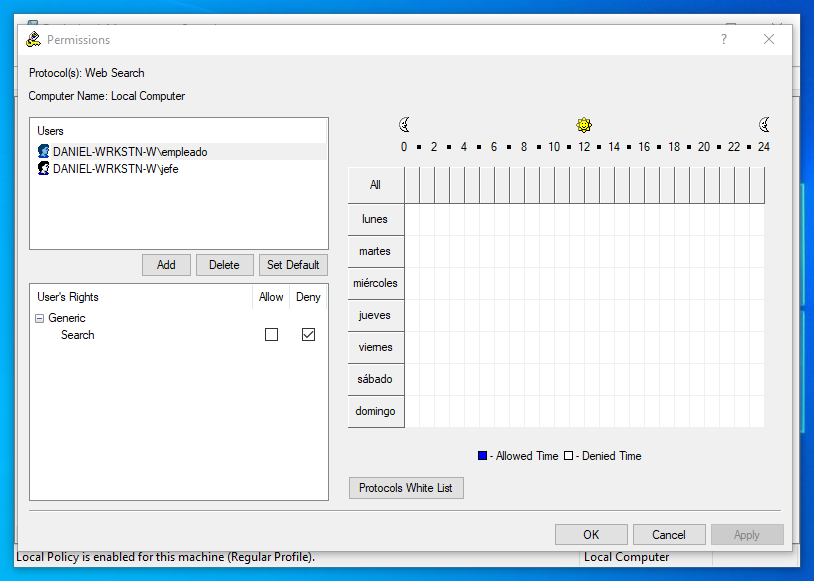 Permissions
?
Protocol(s): Web Search
Computer Name: Local Computer
Users
DANIEL-WRKSTN-W\empleado
DANIEL-WRKSTN-W\jefe
Add Delete Set Default
User's Rights Allow Deny
Generic
Search
0 2 4 6 8 10 12 14 16 18 20 22 24
All
lunes
martes
miércoles
jueves
viernes
sábado
domingo
- Allowed Time - Denied Time
Protocols White List
OK Cancel Apply
Local Policy is enabled for this machine (Regular Profile). Local Computer